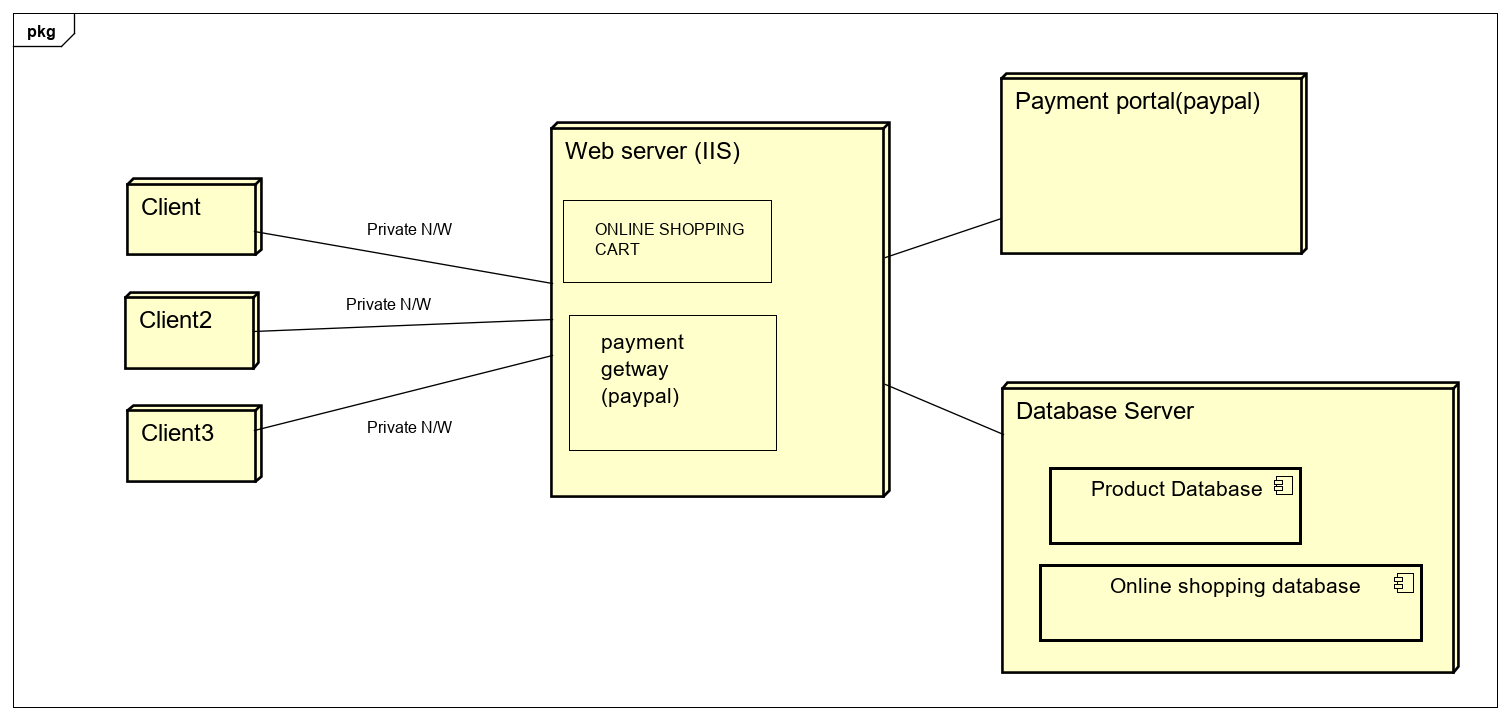 pkg
Payment portal(paypal)
Web server (IIS)
Client
Private N/W
ONLINE SHOPPING
CART
Private N/W
Client2
payment
getway
(paypal)
Client3
Private N/W
Database Server
Product Database
Online shopping database